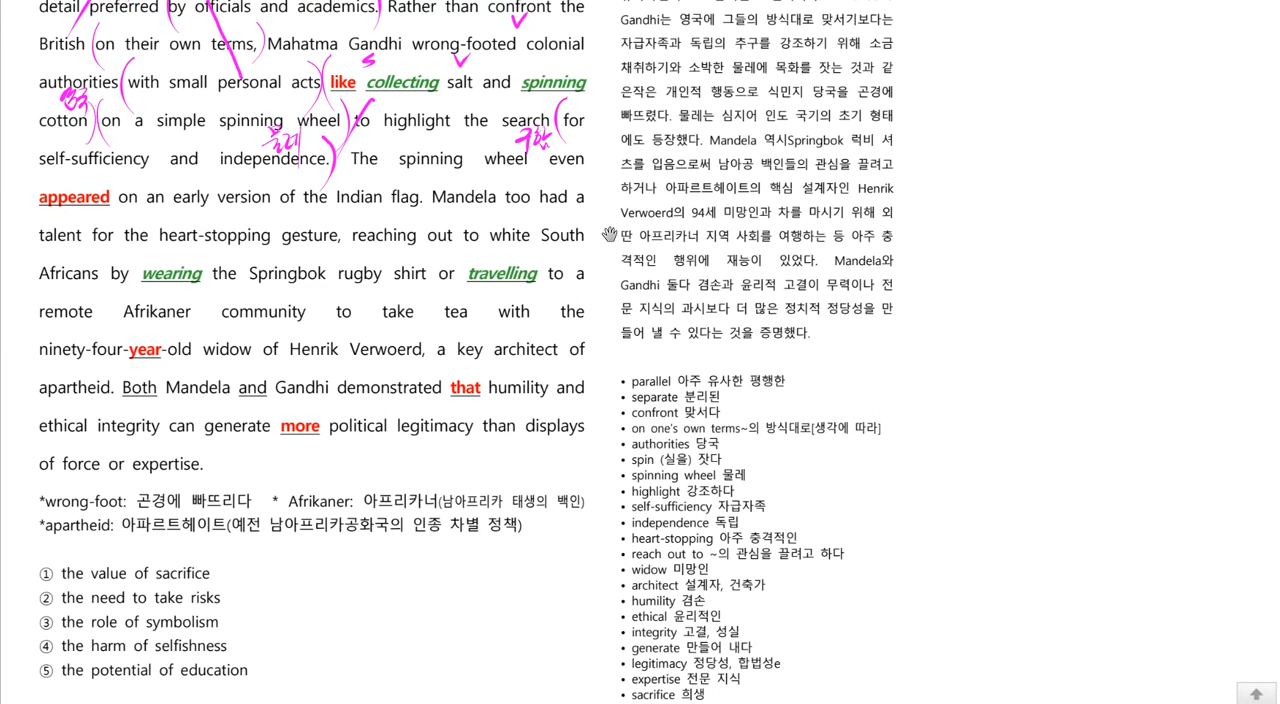 detail preferred by officials and academics. Rather than confront the
British on their own terms, Mahatma Gandhi wrong-footed colonial
authorities with small personal acts like collecting salt and spinning
cotton on a simple spinning wheel to highlight the search for
self-sufficiency and independence. The spinning wheel even
appeared on an early version of the Indian flag. Mandela too had a
talent for the heart-stopping gesture, reaching out to white South
Africans by wearing the Springbok rugby shirt or travelling to a
remote Afrikaner community to take tea with the
ninety-four-year-old widow of Henrik Verwoerd, a key architect of
apartheid. Both Mandela and Gandhi demonstrated that humility and
ethical integrity can generate more political legitimacy than displays
of force or expertise.
*wrong-foot: 곤경에 빠뜨리다 * Afrikaner: 아프리카너(남아프리카 태생의 백인)
*apartheid: 아파르트헤이트(예전 남아프리카공화국의 인종 차별 정책)
① the value of sacrifice
② the need to take risks
③ the role of symbolism
④ the harm of selfishness
⑤ the potential of education
물레
Gandhi는 영국에 그들의 방식대로 맞서기보다는
자급자족과 독립의 추구를 강조하기 위해 소금
채취하기와 소박한 물레에 목화를 잣는 것과 같
은작은 개인적 행동으로 식민지 당국을 곤경에
빠뜨렸다. 물레는 심지어 인도 국기의 초기 형태
에도 등장했다. Mandela 역시Springbok 럭비 셔
츠를 입음으로써 남아공 백인들의 관심을 끌려고
하거나 아파르트헤이트의 핵심 설계자인 Henrik
Verwoerd의 94세 미망인과 차를 마시기 위해 외
딴 아프리카너 지역 사회를 여행하는 등 아주 충
격적인 행위에 재능이 있었다. Mandela와
Gandhi 둘다 겸손과 윤리적 고결이 무력이나 전
문 지식의 과시보다 더 많은 정치적 정당성을 만
들어 낼 수 있다는 것을 증명했다.
• parallel 아주 유사한 평행한
• separate 분리된
• confront 맞서다
• on one's own terms~의 방식대로[생각에 따라]
• authorities 당국
• spin (실을) 잣다
• spinning wheel 물레
• highlight 강조하다
• self-sufficiency 자급자족
• independence 독립
• heart-stopping 아주 충격적인
• reach out to ~의 관심을 끌려고 하다
• widow 미망인
• architect 설계자, 건축가
• humility 겸손
• ethical 윤리적인
• integrity 고결, 성실
• generate 만들어 내다
• legitimacy 정당성, 합법성e
• expertise 전문 지식
• sacrifice 희생